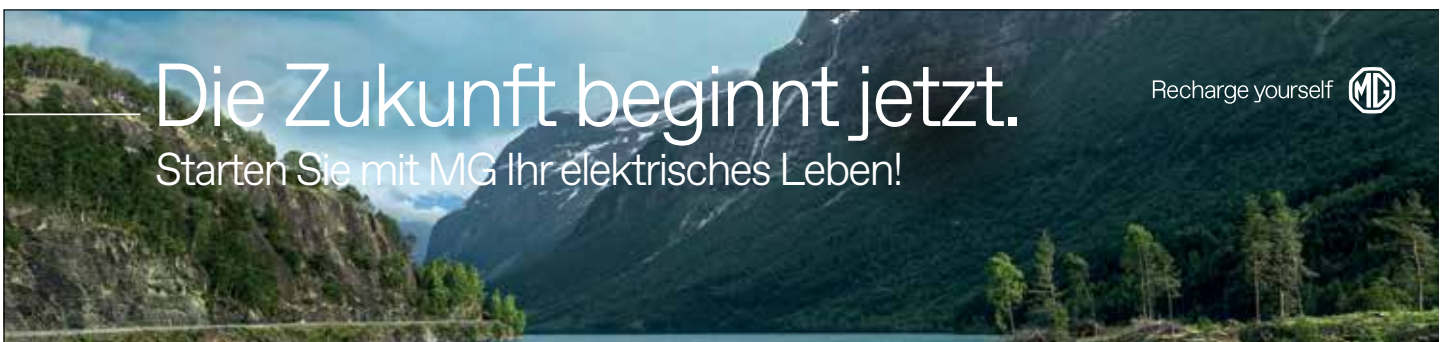 Die Zukunft beginnt jetzt.
Starten Sie mit MG Ihr elektrisches Leben!
Recharge yourself MG